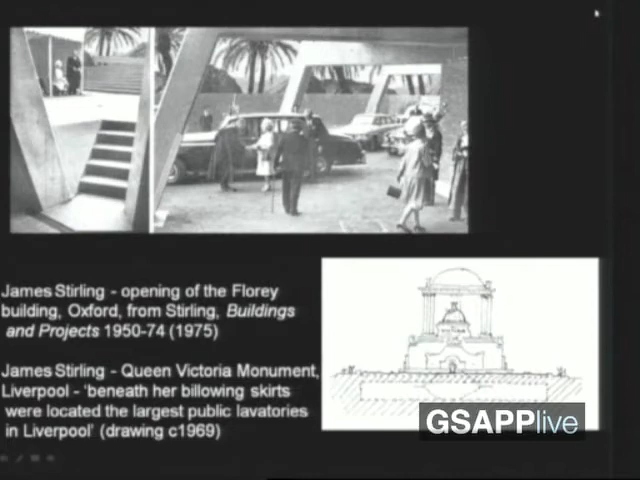 James Stirling - opening of the Florey
building, Oxford, from Stirling, Buildings
and Projects 1950-74 (1975)
James Stirling - Queen Victoria Monument,
Liverpool - 'beneath her billowing skirts
were located the largest public lavatories
in Liverpool' (drawing c1969)
GSAPPlive